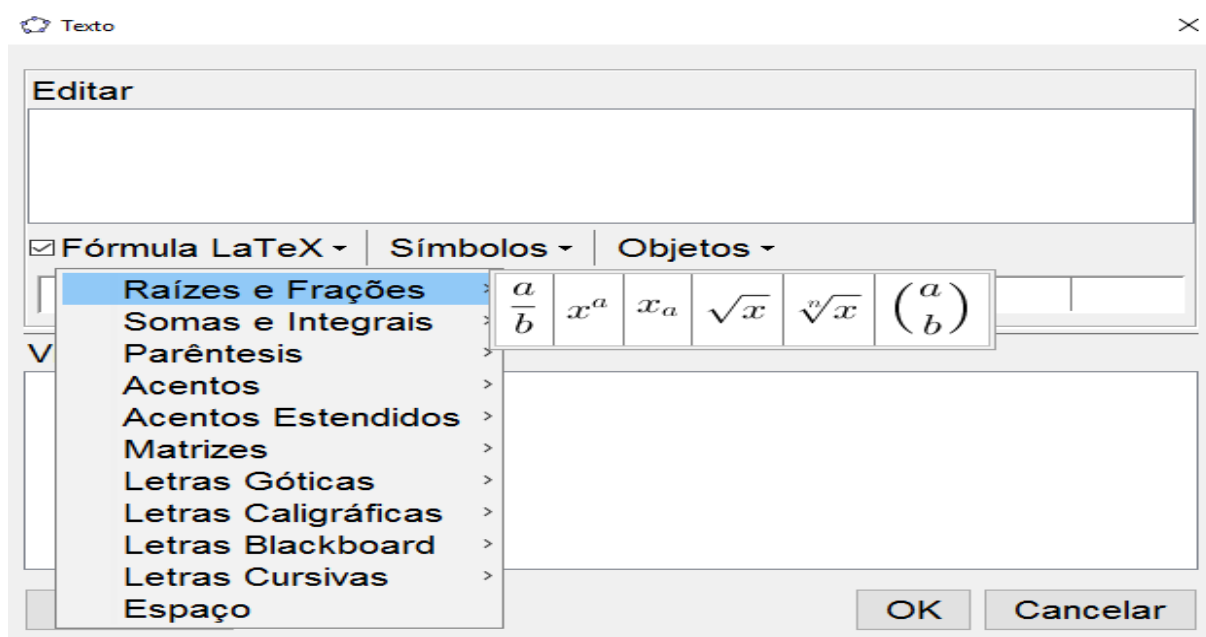 Texto
Editar
Fórmula LaTeX Símbolos Objetos
Raízes e Frações >
a/b x^a x_a √x ⁿ√x (a b)
Somas e Integrais >
V
Parêntesis >
Acentos >
Acentos Estendidos >
Matrizes >
Letras Góticas >
Letras Caligráficas >
Letras Blackboard >
Letras Cursivas >
Espaço
OK Cancelar